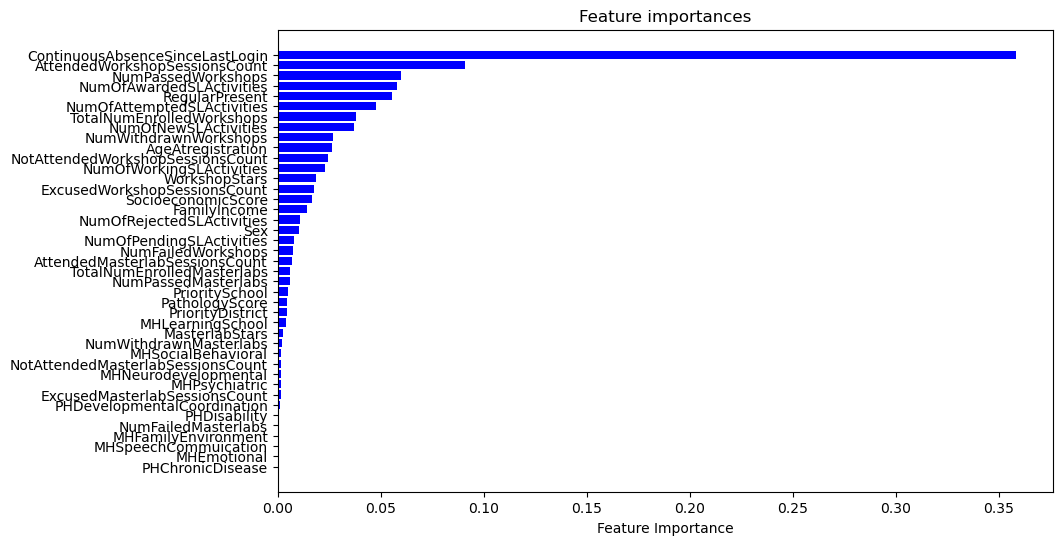 Feature importances
ContinuousAbsenceSinceLastLogin
AttendedWorkshopSessionsCount
NumPassedWorkshops
NumOfAwardedSLActivities
RegularPresent
NumOfAttemptedSLActivities
TotalNumEnrolledWorkshops
NumOfNewSLActivities
NumWithdrawnWorkshops
AgeAtregistration
NotAttendedWorkshopSessionsCount
NumOfWorkingSLActivities
WorkshopStars
ExcusedWorkshopSessionsCount
SocioeconomicScore
FamilyIncome
NumOfRejectedSLActivities
Sex
NumOfPendingSLActivities
NumFailedWorkshops
AttendedMasterlabSessionsCount
TotalNumEnrolledMasterlabs
NumPassedMasterlabs
PrioritySchool
PathologyScore
PriorityDistrict
MHLearningSchool
MasterlabStars
NumWithdrawnMasterlabs
MHSocialBehavioral
NotAttendedMasterlabSessionsCount
MHNeurodevelopmental
MHPsychiatric
ExcusedMasterlabSessionsCount
PHDevelopmentalCoordination
PHDisability
NumFailedMasterlabs
MHFamilyEnvironment
MHSpeechCommuication
MHEmotional
PHChronicDisease
0.00 0.05 0.10 0.15 0.20 0.25 0.30 0.35
Feature Importance